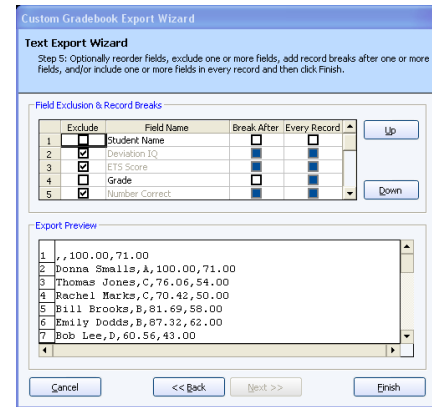 Custom Gradebook Export Wizard
Text Export Wizard
Step 5: Optionally reorder fields, exclude one or more fields, add record breaks after one or more
fields, and/or include one or more fields in every record and then click Finish.
Field Exclusion & Record Breaks
Exclude Field Name Break After Every Record
1 Student Name
2 Deviation IQ
3 ETS Score
4 Grade
5 Number Correct
Up
Down
Export Preview
1 ,,100.00,71.00
2 Donna Smalls,A,100.00,71.00
3 Thomas Jones,C,76.06,54.00
4 Rachel Marks,C,70.42,50.00
5 Bill Brooks,B,81.69,58.00
6 Emily Dodds,B,87.32,62.00
7 Bob Lee,D,60.56,43.00
Cancel << Back Next >> Finish